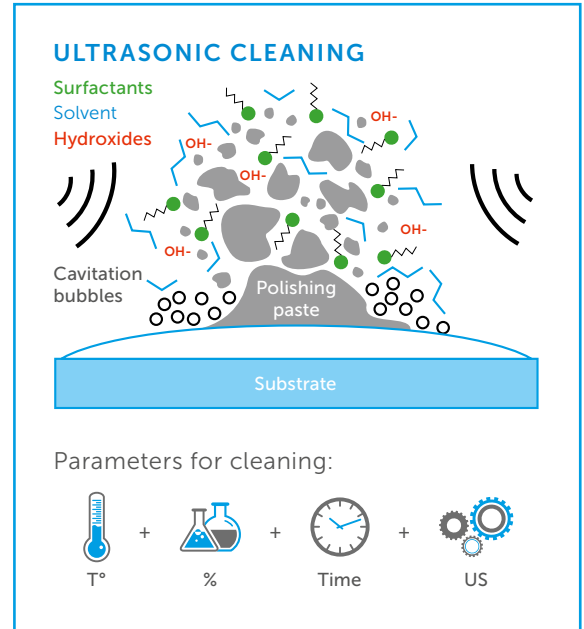 ULTRASONIC CLEANING
Surfactants
Solvent
Hydroxides
OH-
OH-
OH-
OH-
OH-
Cavitation
bubbles
Polishing
paste
Substrate
Parameters for cleaning:
+ + +
T° % Time US